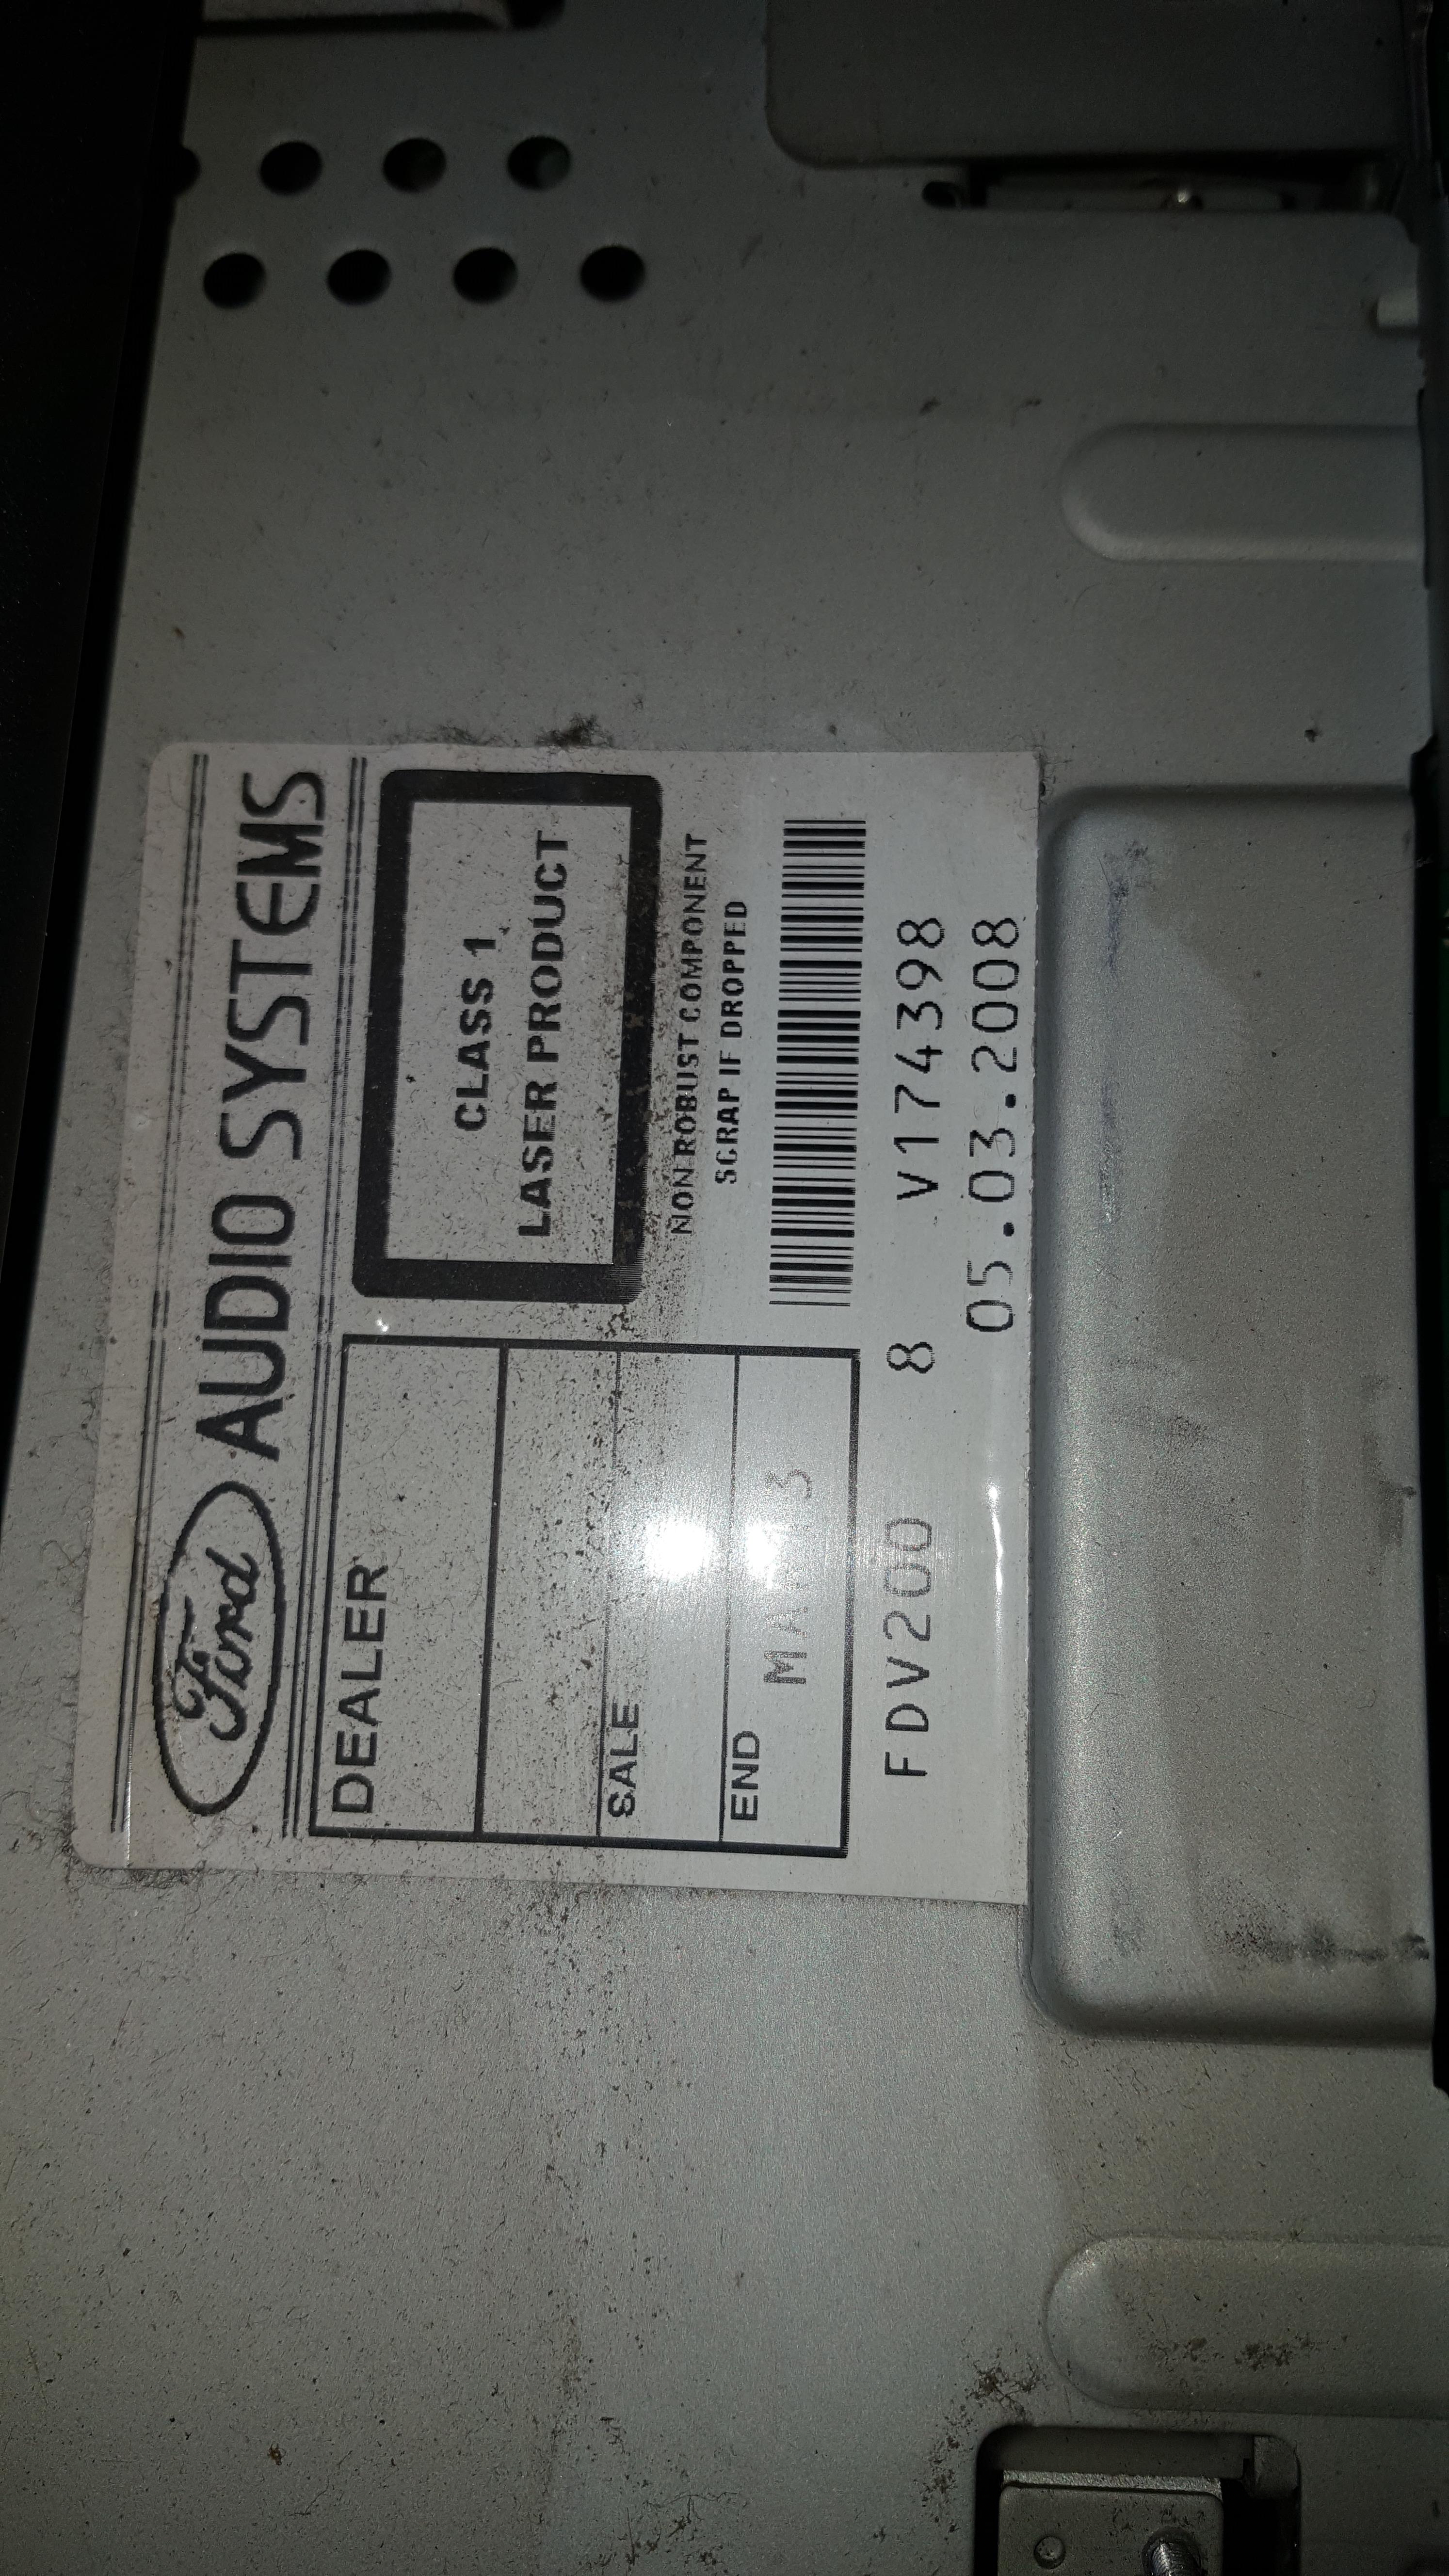 Ford AUDIO SYSTEMS
DEALER
SALE
END
CLASS 1
LASER PRODUCT
NON ROBUST COMPONENT
SCRAP IF DROPPED
FDV200 8 V174398
05.03.2008